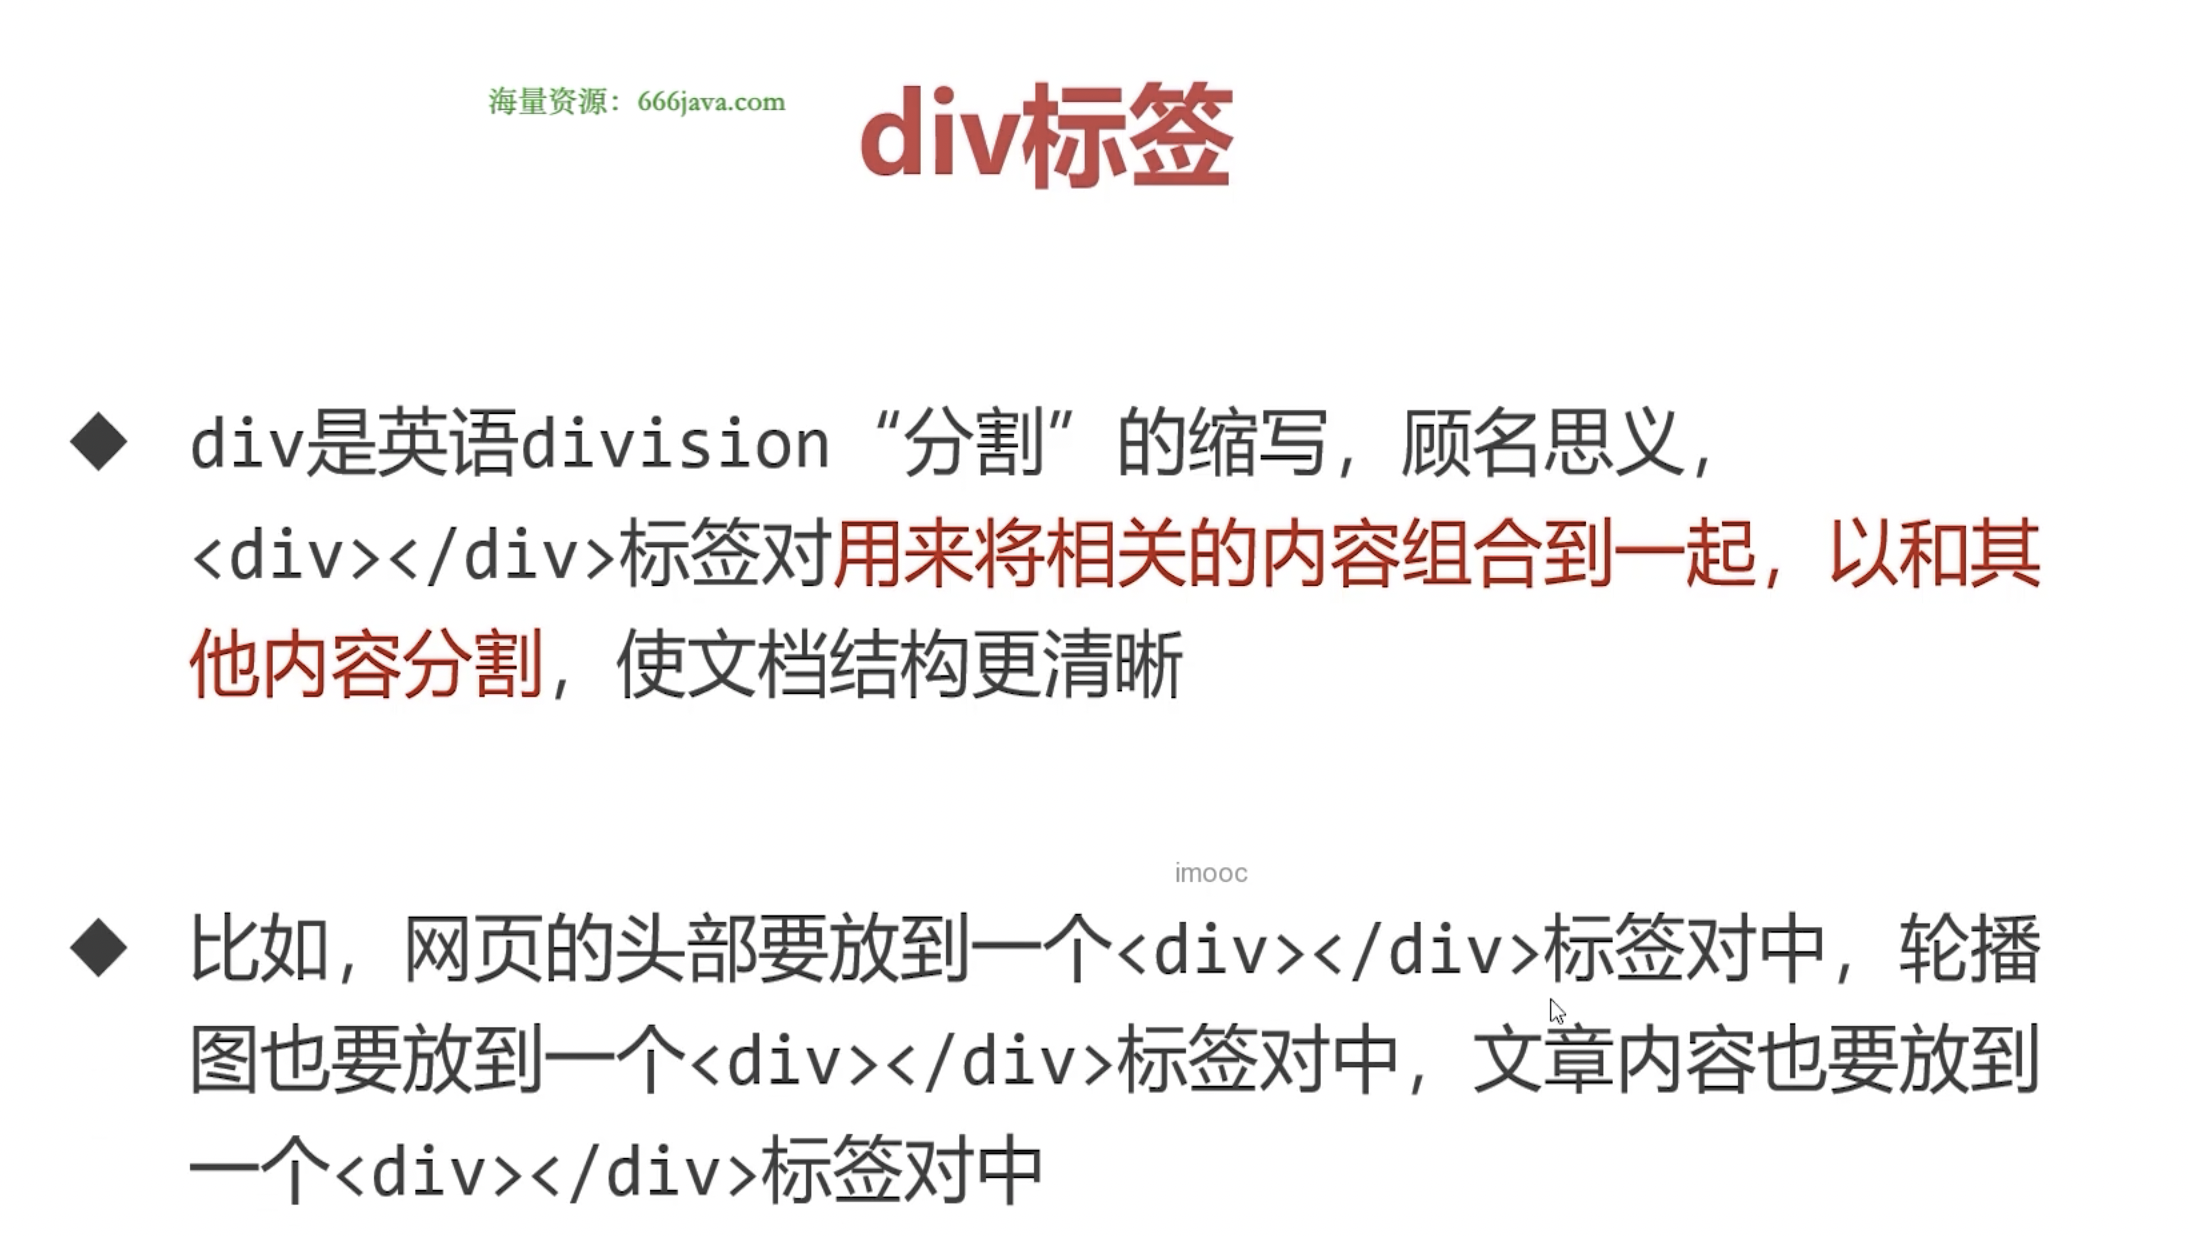 海量资源：666java.com
div标签
◆ div是英语division“分割”的缩写，顾名思义，
<div></div>标签对用来将相关的内容组合到一起，以和其
他内容分割，使文档结构更清晰
imooc
◆ 比如，网页的头部要放到一个<div></div>标签对中，轮播
图也要放到一个<div></div>标签对中，文章内容也要放到
一个<div></div>标签对中